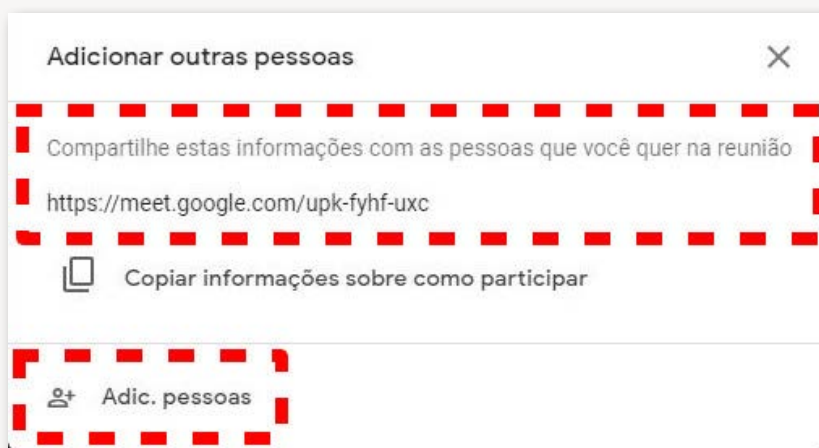 Adicionar outras pessoas
Compartilhe estas informações com as pessoas que você quer na reunião
https://meet.google.com/upk-fyhf-uxc
Copiar informações sobre como participar
Adic. pessoas